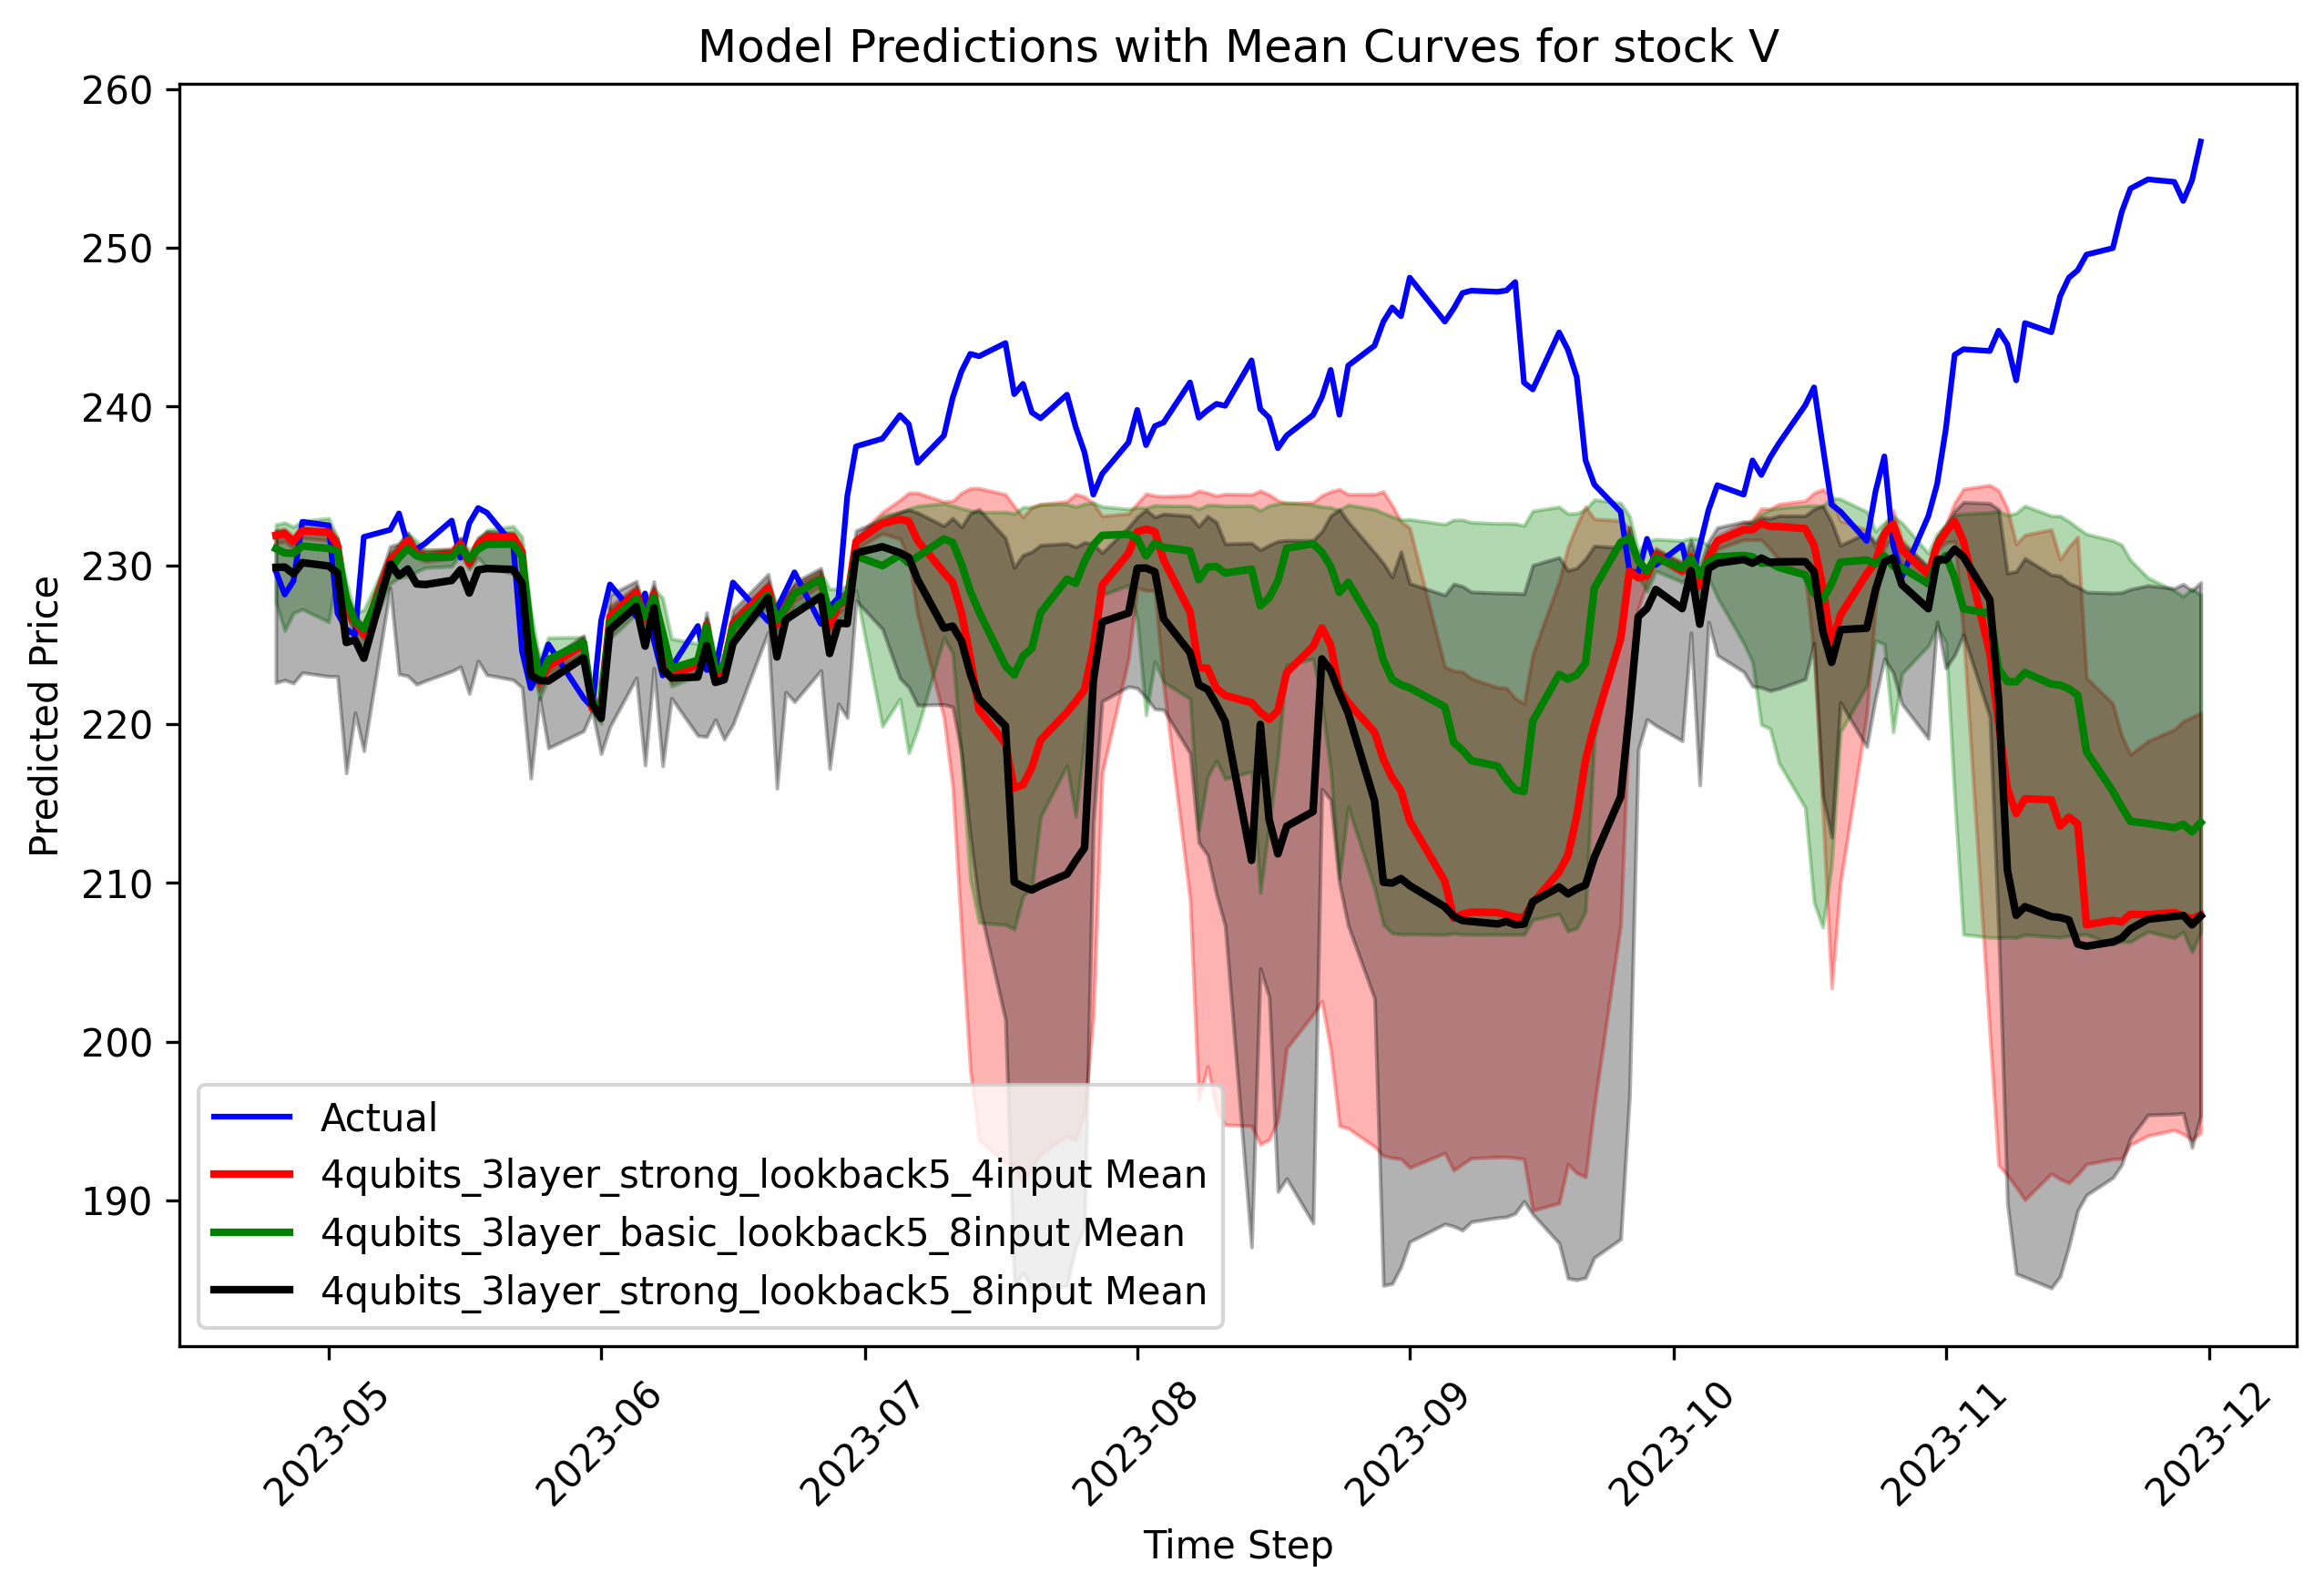 Model Predictions with Mean Curves for stock V
Predicted Price
260
250
240
230
220
210
200
190
Actual
4qubits_3layer_strong_lookback5_4input Mean
4qubits_3layer_basic_lookback5_8input Mean
4qubits_3layer_strong_lookback5_8input Mean
2023-05
2023-06
2023-07
2023-08
2023-09
2023-10
2023-11
2023-12
Time Step